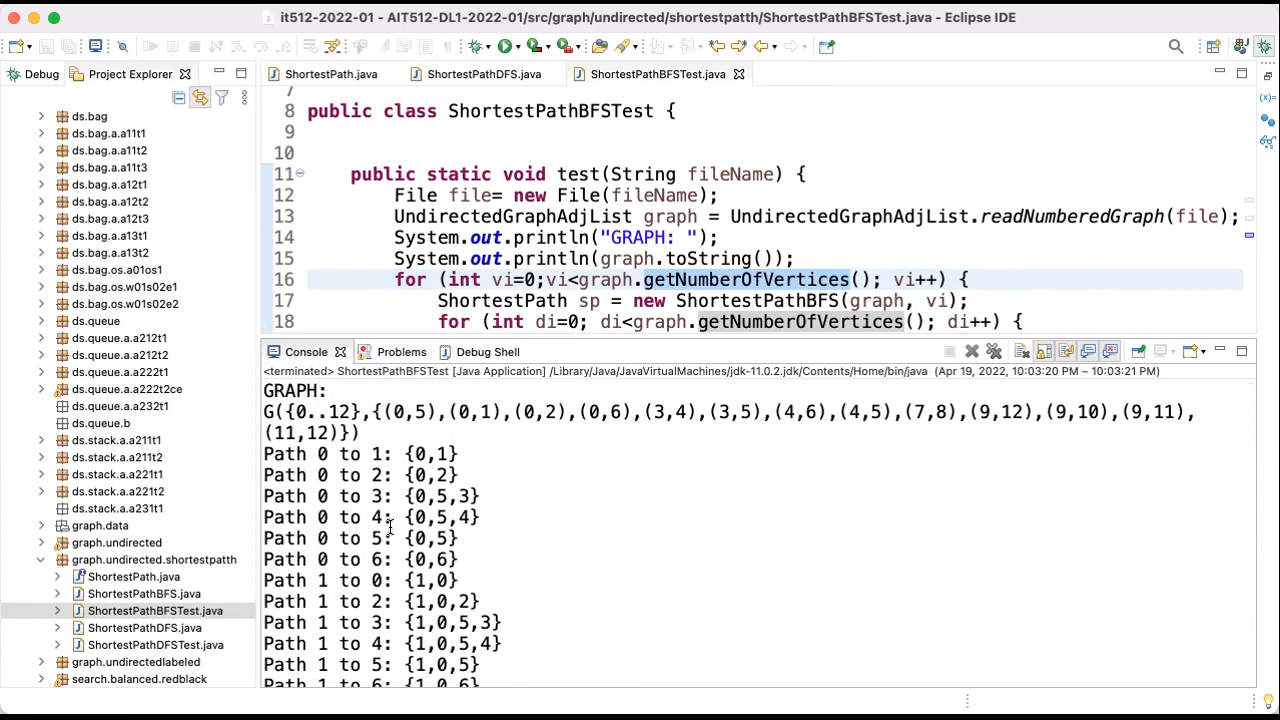 it512-2022-01 - AIT512-DL1-2022-01/src/graph/undirected/shortestpatth/ShortestPathBFSTest.java - Eclipse IDE
Debug
Project Explorer
ds.bag
ds.bag.a.a11t1
ds.bag.a.a11t2
ds.bag.a.a11t3
ds.bag.a.a12t1
ds.bag.a.a12t2
ds.bag.a.a12t3
ds.bag.a.a13t1
ds.bag.a.a13t2
ds.bag.os.a01os1
ds.bag.os.w01s02e1
ds.bag.os.w01s02e2
ds.queue
ds.queue.a.a212t1
ds.queue.a.a212t2
ds.queue.a.a222t1
ds.queue.a.a222t2ce
ds.queue.a.a232t1
ds.queue.b
ds.stack.a.a211t1
ds.stack.a.a211t2
ds.stack.a.a221t1
ds.stack.a.a221t2
ds.stack.a.a231t1
graph.data
graph.undirected
graph.undirected.shortestpatth
ShortestPath.java
ShortestPathBFS.java
ShortestPathBFSTest.java
ShortestPathDFS.java
ShortestPathDFSTest.java
graph.undirectedlabeled
search.balanced.redblack
ShortestPath.java
ShortestPathDFS.java
ShortestPathBFSTest.java
7
8 public class ShortestPathBFSTest {
9
10
11 public static void test(String fileName) {
12 File file= new File(fileName);
13 UndirectedGraphAdjList graph = UndirectedGraphAdjList.readNumberedGraph(file);
14 System.out.println("GRAPH: ");
15 System.out.println(graph.toString());
16 for (int vi=0;vi<graph.getNumberOfVertices(); vi++) {
17 ShortestPath sp = new ShortestPathBFS(graph, vi);
18 for (int di=0; di<graph.getNumberOfVertices(); di++) {
Console
Problems
Debug Shell
<terminated> ShortestPathBFSTest [Java Application] /Library/Java/JavaVirtualMachines/jdk-11.0.2.jdk/Contents/Home/bin/java (Apr 19, 2022, 10:03:20 PM – 10:03:21 PM)
GRAPH:
G({0..12},{(0,5),(0,1),(0,2),(0,6),(3,4),(3,5),(4,6),(4,5),(7,8),(9,12),(9,10),(9,11),
(11,12)})
Path 0 to 1: {0,1}
Path 0 to 2: {0,2}
Path 0 to 3: {0,5,3}
Path 0 to 4: {0,5,4}
Path 0 to 5: {0,5}
Path 0 to 6: {0,6}
Path 1 to 0: {1,0}
Path 1 to 2: {1,0,2}
Path 1 to 3: {1,0,5,3}
Path 1 to 4: {1,0,5,4}
Path 1 to 5: {1,0,5}
Path 1 to 6: {1,0,6}